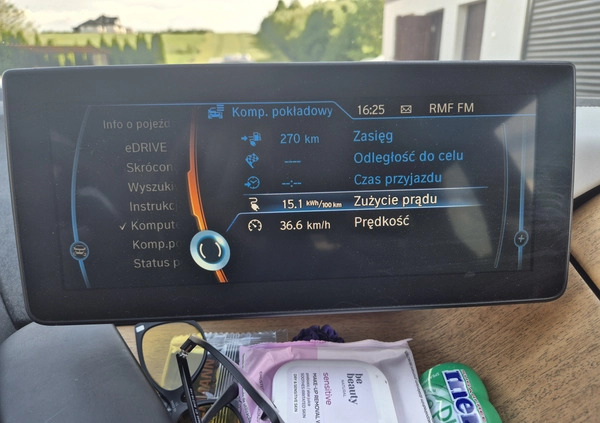 Komp. pokładowy 16:25 RMF FM
Info o pojeź
eDRIVE
Skrócon
Wyszuk
Instrukc
✓ Komput
Komp.po
Status p
270 km Zasięg
---- Odległość do celu
--:-- Czas przyjazdu
15.1 kWh/100 km Zużycie prądu
36.6 km/h Prędkość
be beauty
sensitive
MAKE-UP REMOVAL